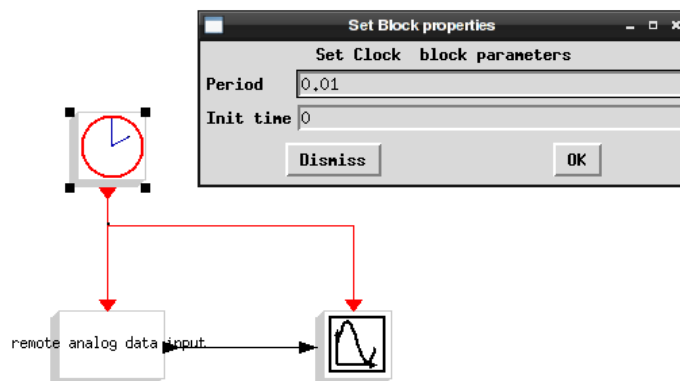 Set Block properties
Set Clock  block parameters
Period 0.01
Init time 0
Dismiss OK
remote analog data input